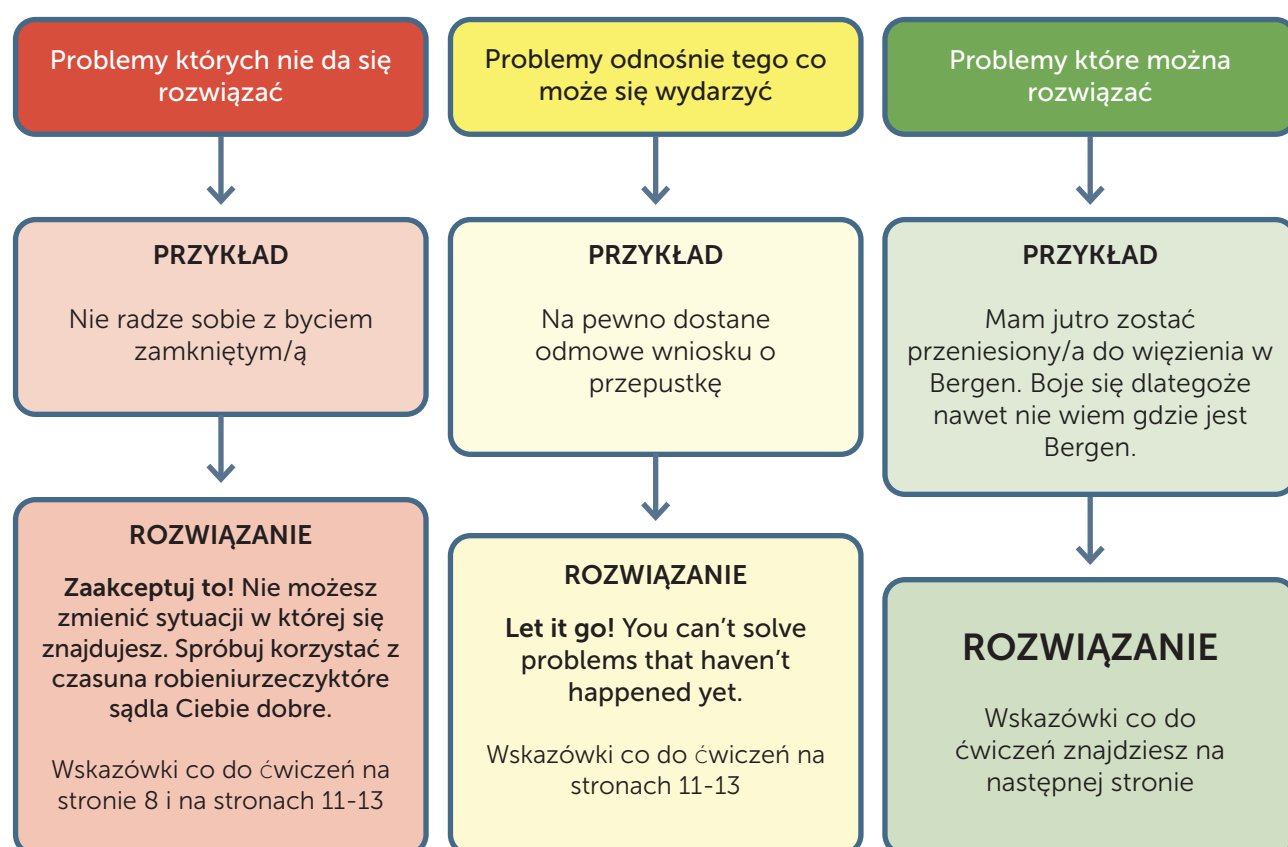 Problemy których nie da się
rozwiązać
PRZYKŁAD
Nie radze sobie z byciem
zamkniętym/ą
ROZWIĄZANIE
Zaakceptuj to! Nie możesz
zmienić sytuacji w której się
znajdujesz. Spróbuj korzystać z
czasuna robieniurzeczyktóre
sądla Ciebie dobre.
Wskazówki co do ćwiczeń na
stronie 8 i na stronach 11-13
Problemy odnośnie tego co
może się wydarzyć
PRZYKŁAD
Na pewno dostane
odmowe wniosku o
przepustkę
ROZWIĄZANIE
Let it go! You can't solve
problems that haven't
happened yet.
Wskazówki co do ćwiczeń na
stronach 11-13
Problemy które można
rozwiązać
PRZYKŁAD
Mam jutro zostać
przeniesiony/a do więzienia w
Bergen. Boje się dlategoże
nawet nie wiem gdzie jest
Bergen.
ROZWIĄZANIE
Wskazówki co do
ćwiczeń znajdziesz na
następnej stronie